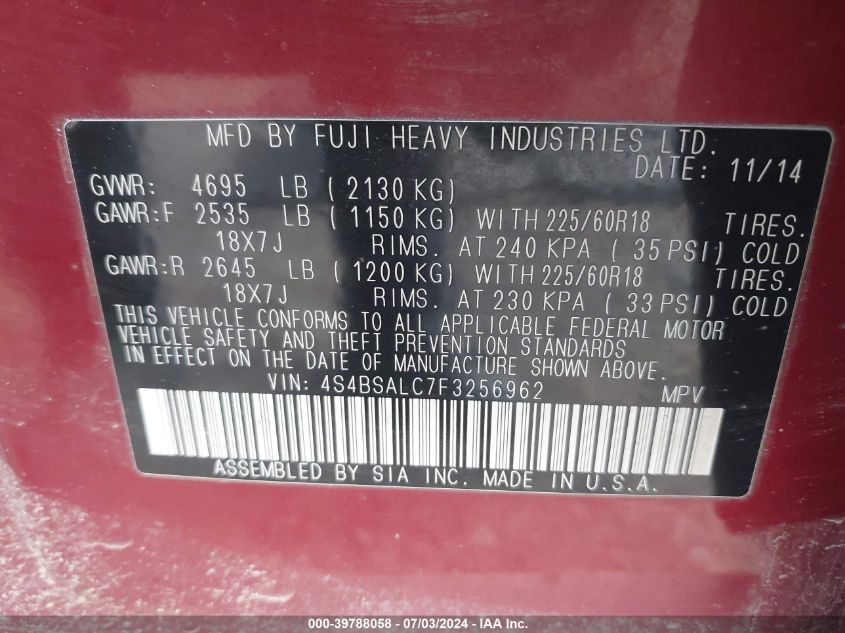 MFD BY FUJI HEAVY INDUSTRIES LTD.
DATE: 11/14
GVWR: 4695 LB ( 2130 KG)
GAWR:F 2535 LB ( 1150 KG) WITH 225/60R18 TIRES.
18X7J RIMS. AT 240 KPA ( 35 PSI) COLD
GAWR:R 2645 LB ( 1200 KG) WITH 225/60R18 TIRES.
18X7J RIMS. AT 230 KPA ( 33 PSI) COLD
THIS VEHICLE CONFORMS TO ALL APPLICABLE FEDERAL MOTOR
VEHICLE SAFETY AND THEFT PREVENTION STANDARDS
IN EFFECT ON THE DATE OF MANUFACTURE SHOWN ABOVE.
VIN: 4S4BSALC7F3256962 MPV
ASSEMBLED BY SIA INC. MADE IN U.S.A.
000-39788058 - 07/03/2024 - IAA Inc.